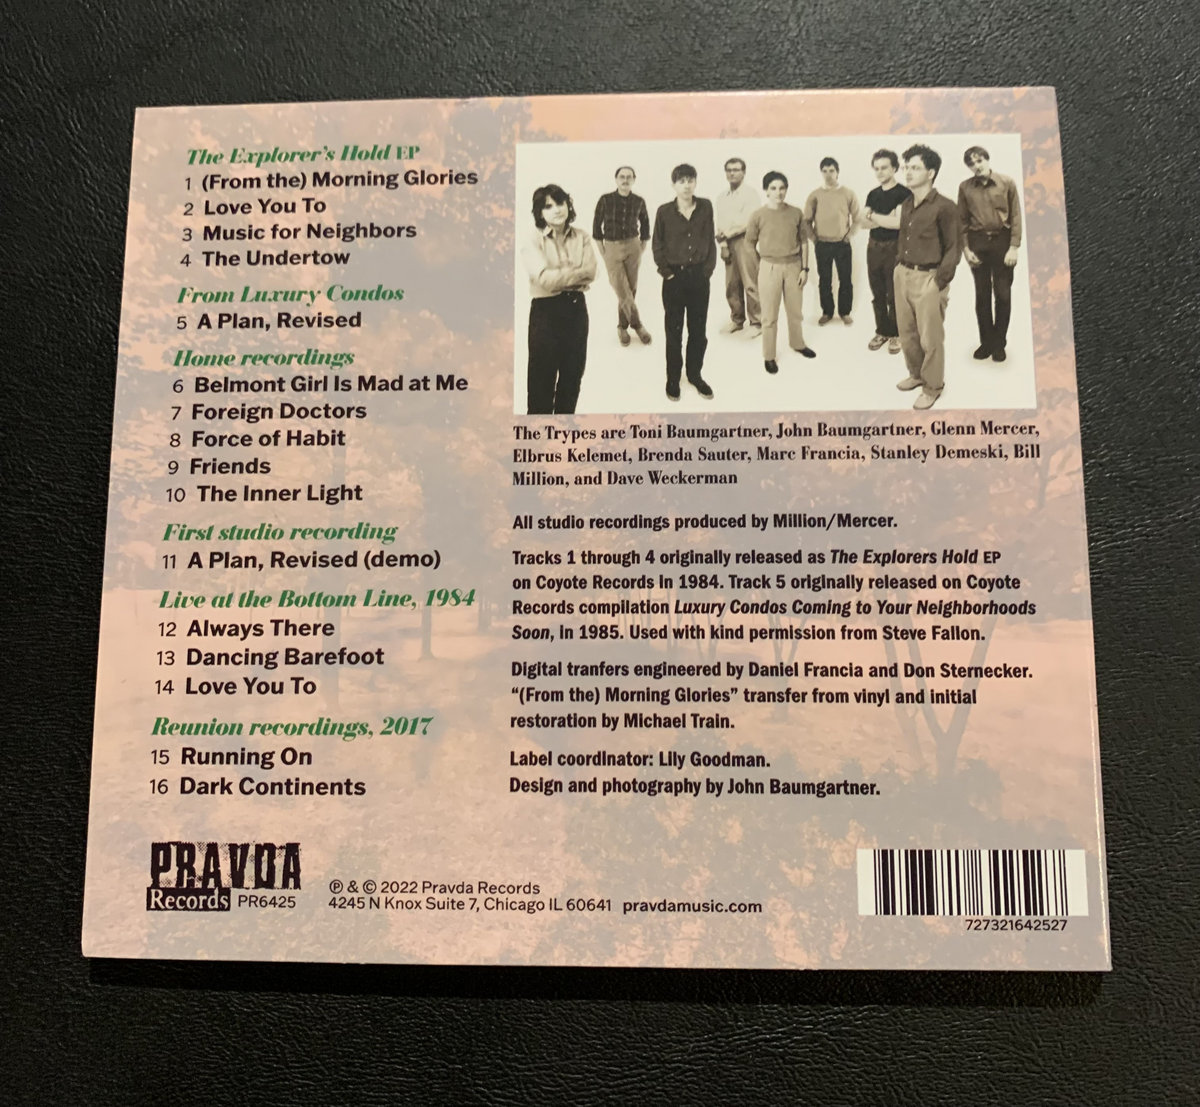 The Explorer's Hold EP
1 (From the) Morning Glories
2 Love You To
3 Music for Neighbors
4 The Undertow
From Luxury Condos
5 A Plan, Revised
Home recordings
6 Belmont Girl Is Mad at Me
7 Foreign Doctors
8 Force of Habit
9 Friends
10 The Inner Light
First studio recording
11 A Plan, Revised (demo)
Live at the Bottom Line, 1984
12 Always There
13 Dancing Barefoot
14 Love You To
Reunion recordings, 2017
15 Running On
16 Dark Continents
The Trypes are Toni Baumgartner, John Baumgartner, Glenn Mercer,
Elbrus Kelemet, Brenda Sauter, Marc Francia, Stanley Demeski, Bill
Million, and Dave Weckerman
All studio recordings produced by Million/Mercer.
Tracks 1 through 4 originally released as The Explorers Hold EP
on Coyote Records in 1984. Track 5 originally released on Coyote
Records compilation Luxury Condos Coming to Your Neighborhoods
Soon, in 1985. Used with kind permission from Steve Fallon.
Digital tranfers engineered by Daniel Francia and Don Sternecker.
“(From the) Morning Glories” transfer from vinyl and initial
restoration by Michael Train.
Label coordinator: Lily Goodman.
Design and photography by John Baumgartner.
PRAVDA
Records PR6425
℗ & © 2022 Pravda Records
4245 N Knox Suite 7, Chicago IL 60641 pravdamusic.com
727321642527